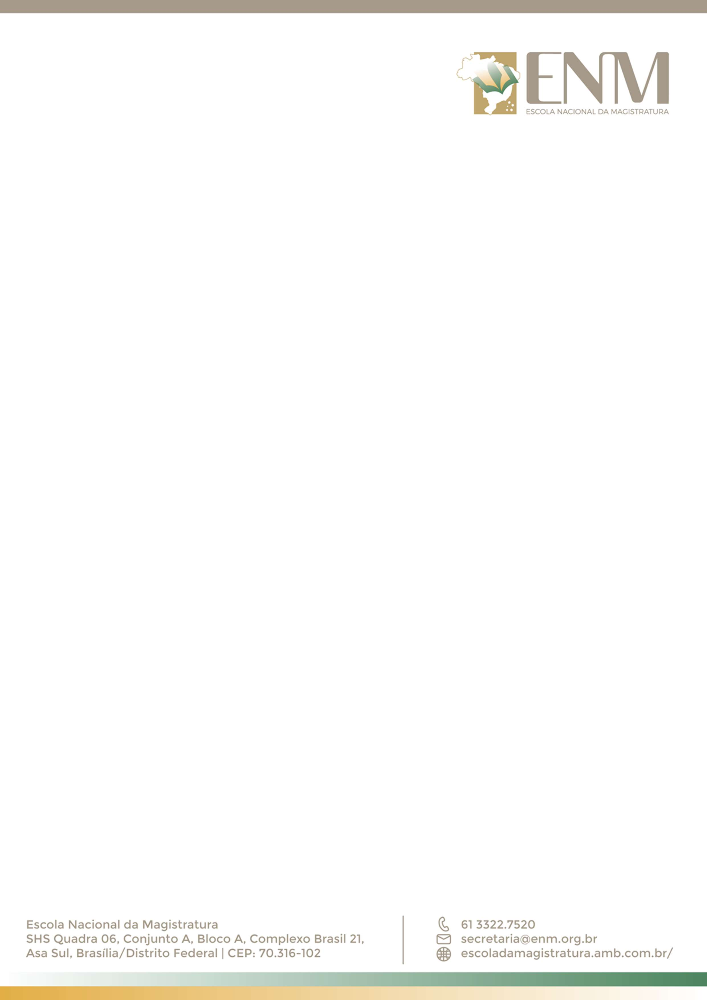 ENM
ESCOLA NACIONAL DA MAGISTRATURA
Escola Nacional da Magistratura
SHS Quadra 06, Conjunto A, Bloco A, Complexo Brasil 21,
Asa Sul, Brasília/Distrito Federal | CEP: 70.316-102
61 3322.7520
secretaria@enm.org.br
escoladamagistratura.amb.com.br/